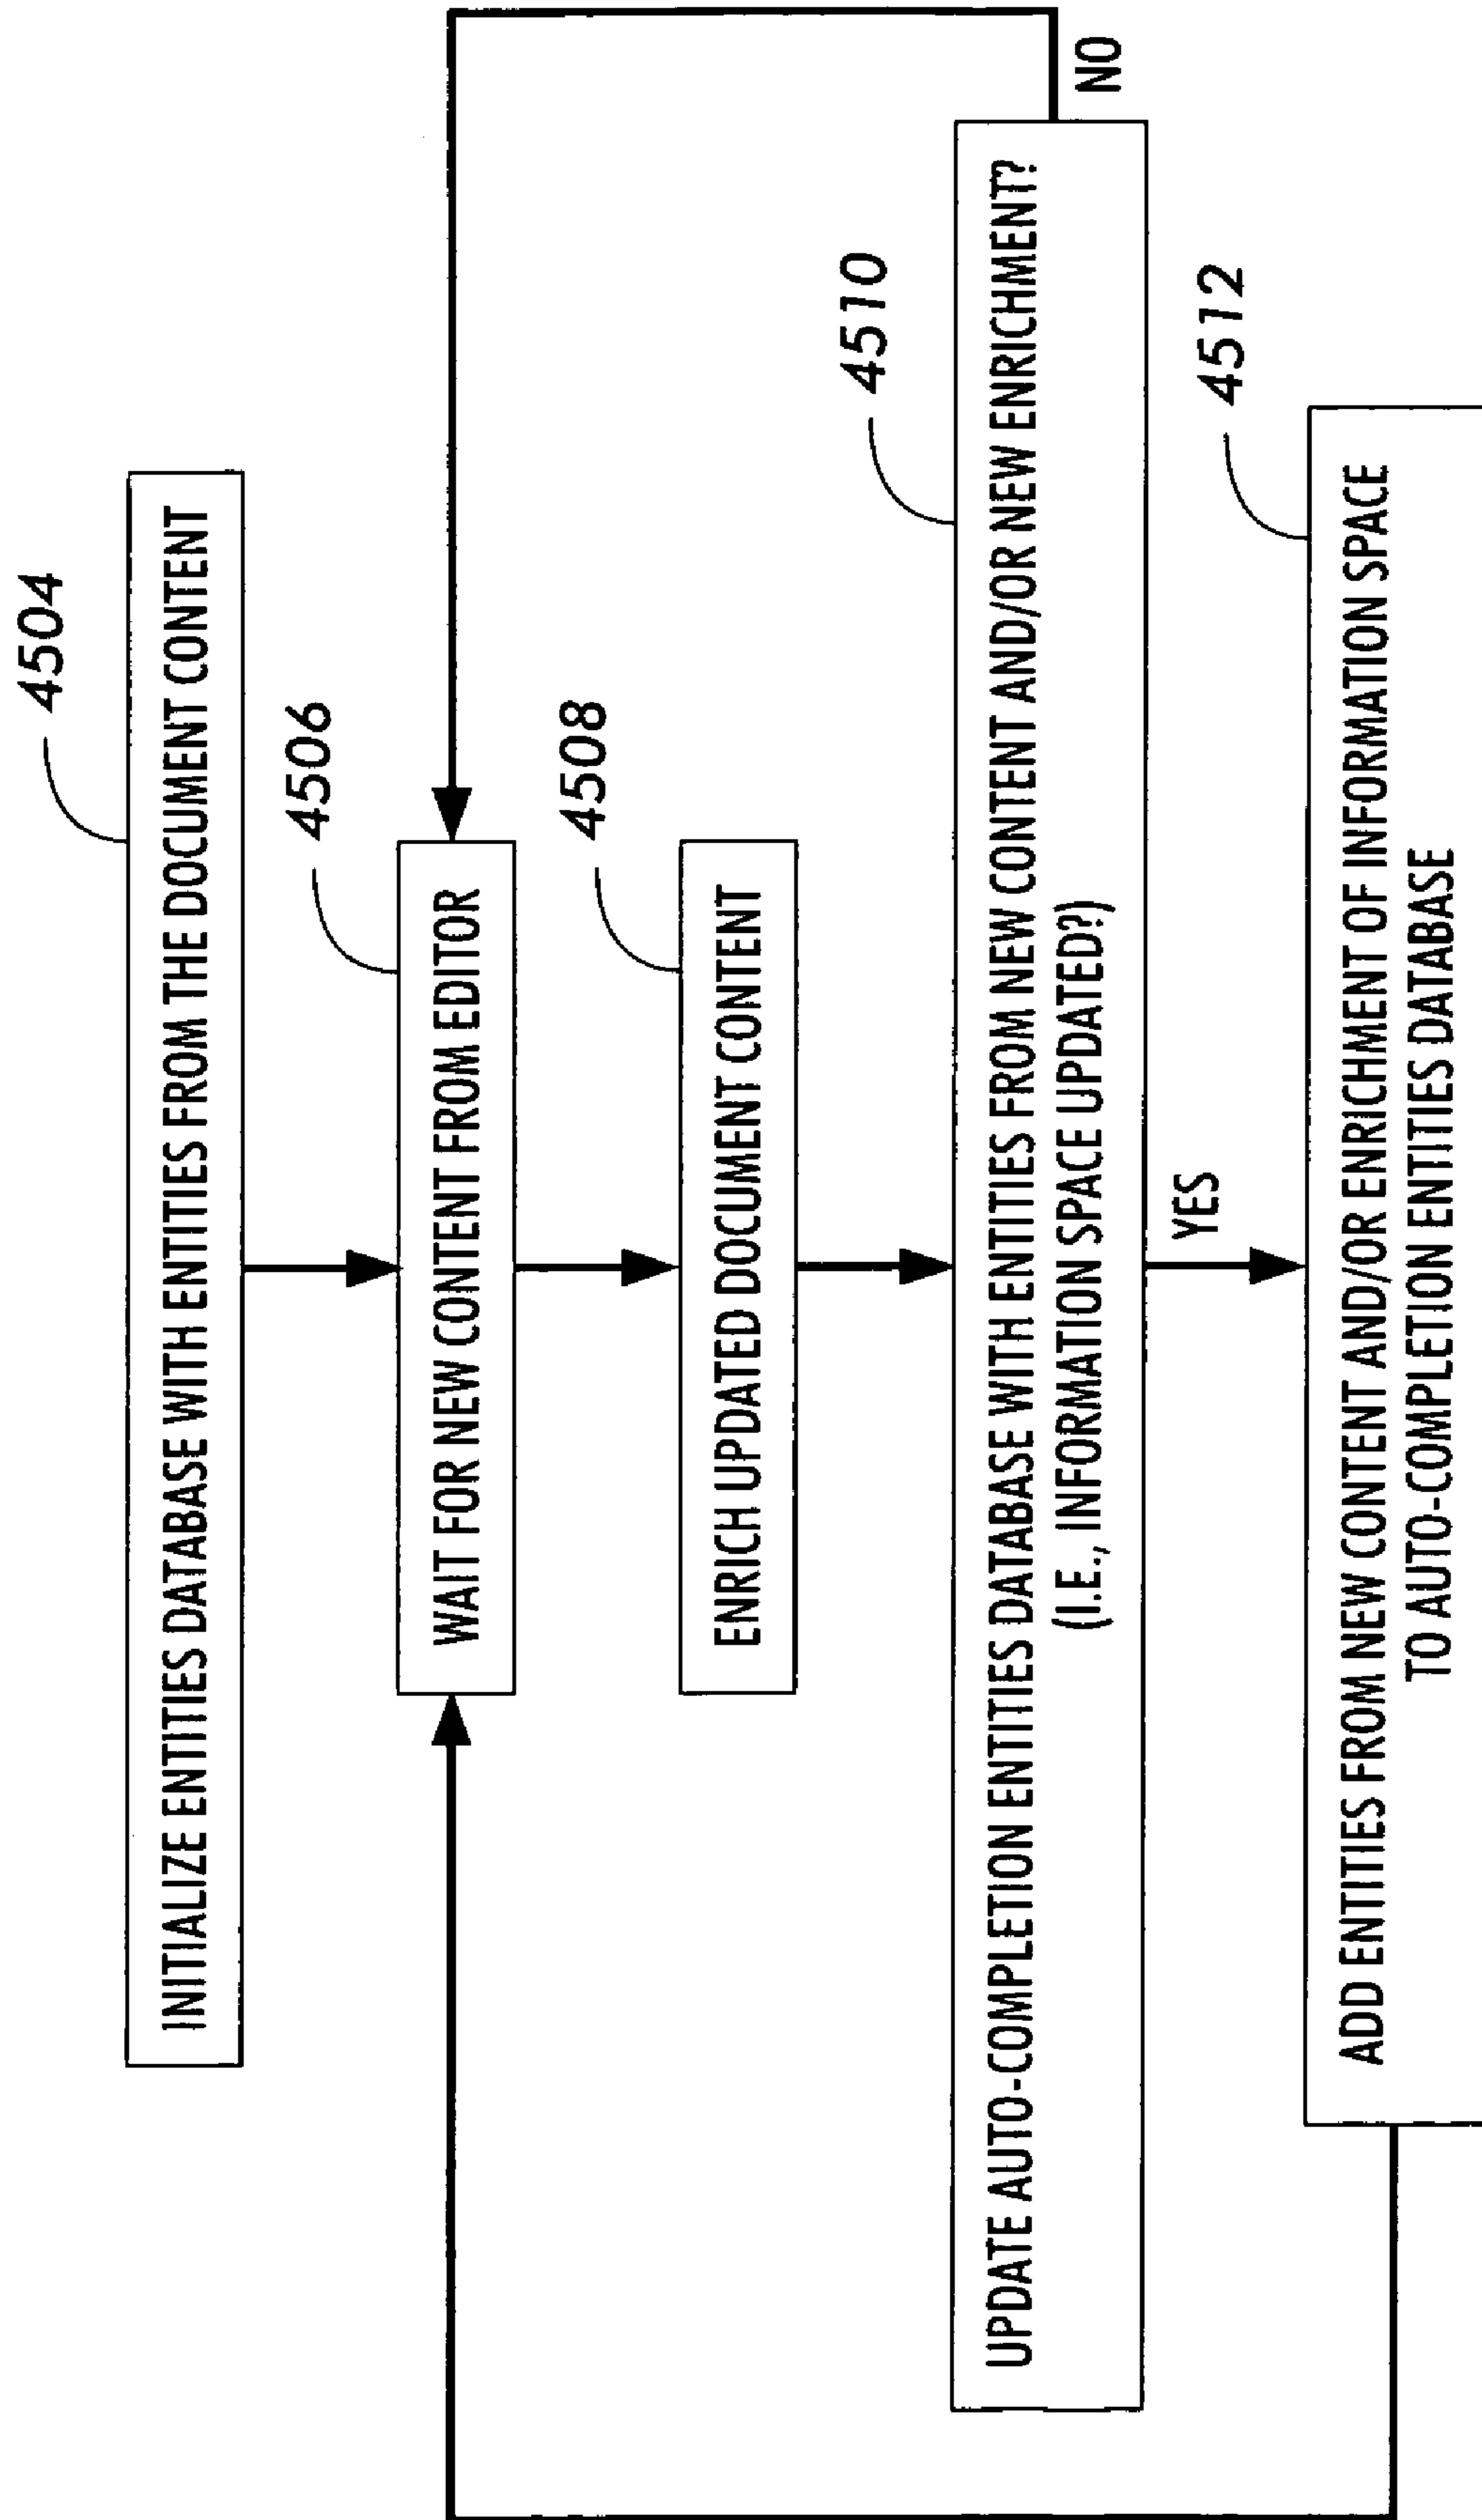 4504
INITIALIZE ENTITIES DATABASE WITH ENTITIES FROM THE DOCUMENT CONTENT
4506
WAIT FOR NEW CONTENT FROM EDITOR
4508
ENRICH UPDATED DOCUMENT CONTENT
4510
UPDATE AUTO-COMPLETION ENTITIES DATABASE WITH ENTITIES FROM NEW CONTENT AND/OR NEW ENRICHMENT?
(I.E., INFORMATION SPACE UPDATED?)
NO
YES
4512
ADD ENTITIES FROM NEW CONTENT AND/OR ENRICHMENT OF INFORMATION SPACE
TO AUTO-COMPLETION ENTITIES DATABASE